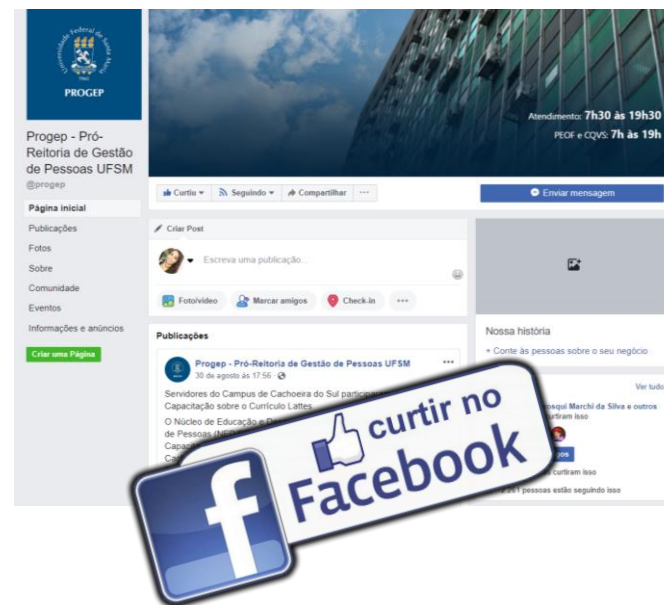 Universidade Federal de Santa Maria
1960
PROGEP
Atendimento: 7h30 às 19h30
PEOF e CQVS: 7h às 19h
Progep - Pró-
Reitoria de Gestão
de Pessoas UFSM
@progep
Curtiu Seguindo Compartilhar
Enviar mensagem
Página inicial
Publicações
Fotos
Sobre
Comunidade
Eventos
Informações e anúncios
Criar uma Página
Criar Post
Escreva uma publicação...
Foto/vídeo Marcar amigos Check-in
Publicações
Progep - Pró-Reitoria de Gestão de Pessoas UFSM
30 de agosto às 17:56
Servidores do Campus de Cachoeira do Sul
Capacitação sobre o Currículo Lattes
O Núcleo de Educação e
de Pessoas
Nossa história
+ Conte às pessoas sobre o seu negócio
Ver tudo
Marchi da Silva e outros
curtiram isso
curtiram isso
pessoas estão seguindo isso
curtir no
Facebook